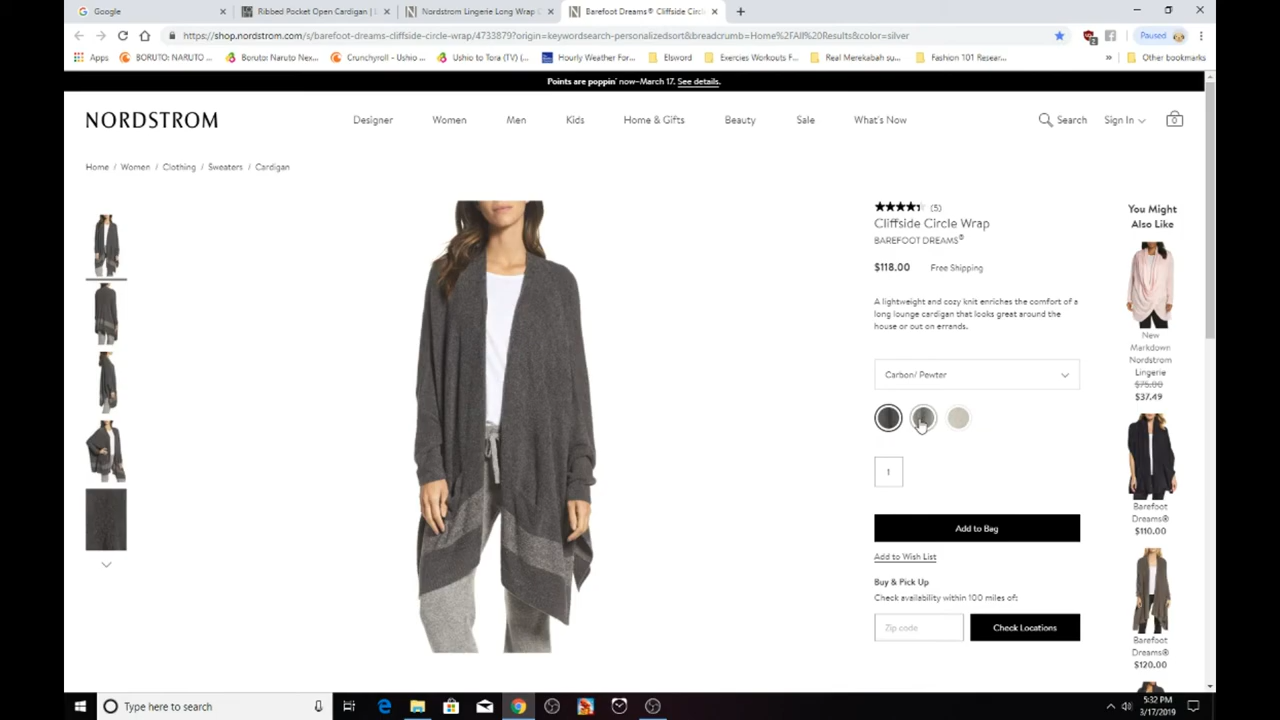 Google
Ribbed Pocket Open Cardigan |
Nordstrom Lingerie Long Wrap C
Barefoot Dreams® Cliffside Circl
https://shop.nordstrom.com/s/barefoot-dreams-cliffside-circle-wrap/4733879?origin=keywordsearch-personalizedsort&breadcrumb=Home%2FAll%20Results&color=silver
2
Paused
Apps
BORUTO: NARUTO ...
Boruto: Naruto Nex...
Crunchyroll - Ushio ...
Ushio to Tora (TV) (...
Hourly Weather For...
Elsword
Exercies Workouts F...
Real Merekabah su...
Fashion 101 Resear...
»
Other bookmarks
Points are poppin' now–March 17. See details.
NORDSTROM
Designer
Women
Men
Kids
Home & Gifts
Beauty
Sale
What's Now
Search
Sign In
0
Home / Women / Clothing / Sweaters / Cardigan
(5)
Cliffside Circle Wrap
BAREFOOT DREAMS®
$118.00 Free Shipping
A lightweight and cozy knit enriches the comfort of a
long lounge cardigan that looks great around the
house or out on errands.
Carbon/ Pewter
1
Add to Bag
Add to Wish List
Buy & Pick Up
Check availability within 100 miles of:
Zip code
Check Locations
You Might
Also Like
New
Markdown
Nordstrom
Lingerie
$75.00
$37.49
Barefoot
Dreams®
$110.00
Barefoot
Dreams®
$120.00
Type here to search
5:32 PM
3/17/2019